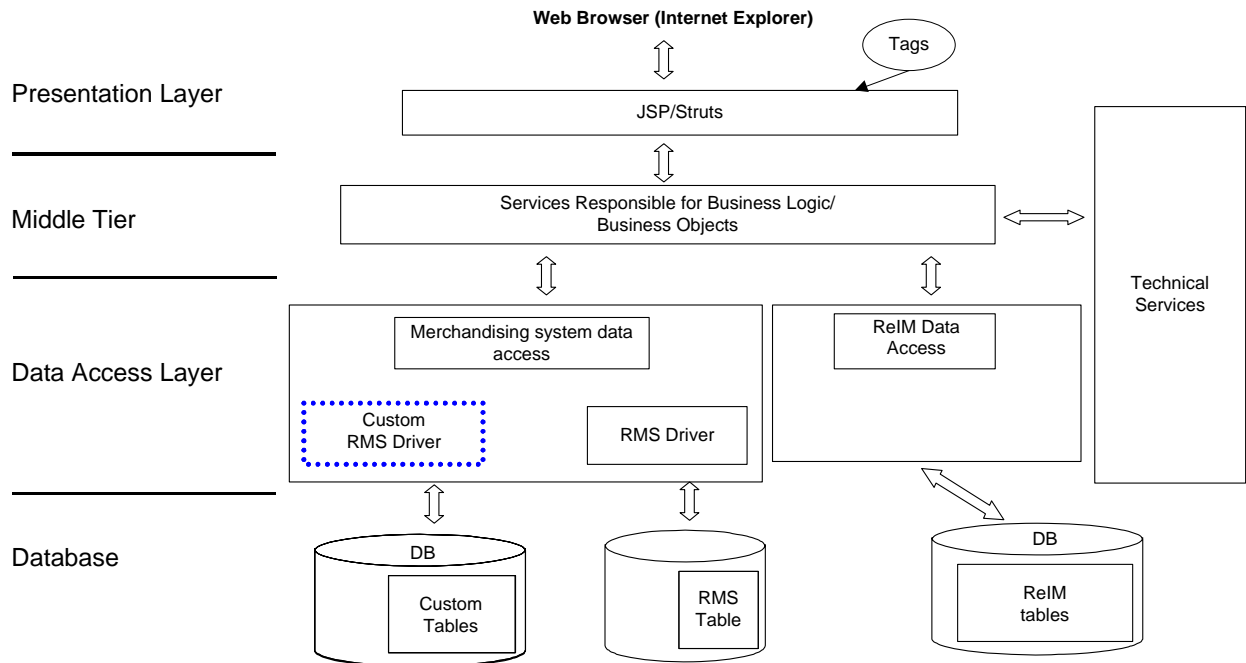 Web Browser (Internet Explorer)
Tags
Presentation Layer
JSP/Struts
Middle Tier
Services Responsible for Business Logic/
Business Objects
Technical
Services
Data Access Layer
Merchandising system data
access
ReIM Data
Access
Custom
RMS Driver
RMS Driver
Database
DB
Custom
Tables
RMS
Table
DB
ReIM
tables